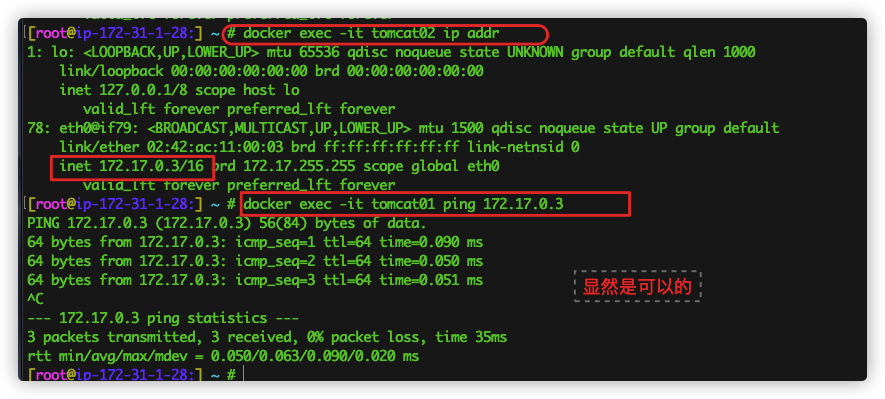 valid_lft forever preferred_lft forever
[root@ip-172-31-1-28:] ~ # docker exec -it tomcat02 ip addr
1: lo: <LOOPBACK,UP,LOWER_UP> mtu 65536 qdisc noqueue state UNKNOWN group default qlen 1000
link/loopback 00:00:00:00:00:00 brd 00:00:00:00:00:00
inet 127.0.0.1/8 scope host lo
valid_lft forever preferred_lft forever
78: eth0@if79: <BROADCAST,MULTICAST,UP,LOWER_UP> mtu 1500 qdisc noqueue state UP group default
link/ether 02:42:ac:11:00:03 brd ff:ff:ff:ff:ff:ff link-netnsid 0
inet 172.17.0.3/16 brd 172.17.255.255 scope global eth0
valid_lft forever preferred_lft forever
[root@ip-172-31-1-28:] ~ # docker exec -it tomcat01 ping 172.17.0.3
PING 172.17.0.3 (172.17.0.3) 56(84) bytes of data.
64 bytes from 172.17.0.3: icmp_seq=1 ttl=64 time=0.090 ms
64 bytes from 172.17.0.3: icmp_seq=2 ttl=64 time=0.050 ms
64 bytes from 172.17.0.3: icmp_seq=3 ttl=64 time=0.051 ms
显然是可以的
^C
--- 172.17.0.3 ping statistics ---
3 packets transmitted, 3 received, 0% packet loss, time 35ms
rtt min/avg/max/mdev = 0.050/0.063/0.090/0.020 ms
[root@ip-172-31-1-28:] ~ #